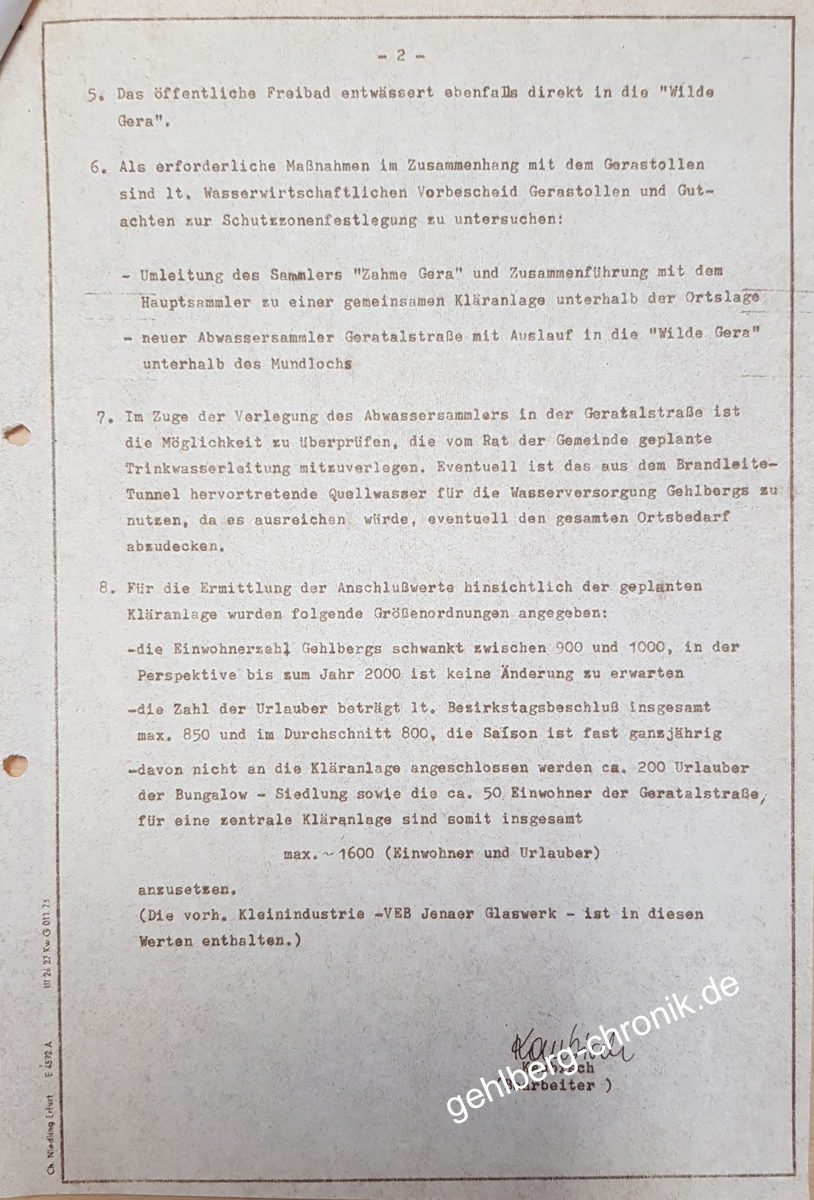 - 2 -
5. Das öffentliche Freibad entwässert ebenfalls direkt in die "Wilde
Gera".
6. Als erforderliche Maßnahmen im Zusammenhang mit dem Gerastollen
sind lt. Wasserwirtschaftlichen Vorbescheid Gerastollen und Gut-
achten zur Schutzzonenfestlegung zu untersuchen:
- Umleitung des Sammlers "Zahme Gera" und Zusammenführung mit dem
Hauptsammler zu einer gemeinsamen Kläranlage unterhalb der Ortslage
- neuer Abwassersammler Geratalstraße mit Auslauf in die "Wilde Gera"
unterhalb des Mundlochs
7. Im Zuge der Verlegung des Abwassersammlers in der Geratalstraße ist
die Möglichkeit zu überprüfen, die vom Rat der Gemeinde geplante
Trinkwasserleitung mitzuverlegen. Eventuell ist das aus dem Brandleite-
Tunnel hervortretende Quellwasser für die Wasserversorgung Gehlbergs zu
nutzen, da es ausreichen würde, eventuell den gesamten Ortsbedarf
abzudecken.
8. Für die Ermittlung der Anschlußwerte hinsichtlich der geplanten
Kläranlage wurden folgende Größenordnungen angegeben:
-die Einwohnerzahl Gehlbergs schwankt zwischen 900 und 1000, in der
Perspektive bis zum Jahr 2000 ist keine Änderung zu erwarten
-die Zahl der Urlauber beträgt lt. Bezirkstagsbeschluß insgesamt
max. 850 und im Durchschnitt 800, die Saison ist fast ganzjährig
-davon nicht an die Kläranlage angeschlossen werden ca. 200 Urlauber
der Bungalow - Siedlung sowie die ca. 50 Einwohner der Geratalstraße,
für eine zentrale Kläranlage sind somit insgesamt
max. ~ 1600 (Einwohner und Urlauber)
anzusetzen.
(Die vorh. Kleinindustrie -VEB Jenaer Glaswerk - ist in diesen
Werten enthalten.)
(Bearbeiter )
gehlberg-chronik.de
Ch. Niedling Erfurt E 4572 A III 26 27 Kw G 011 71